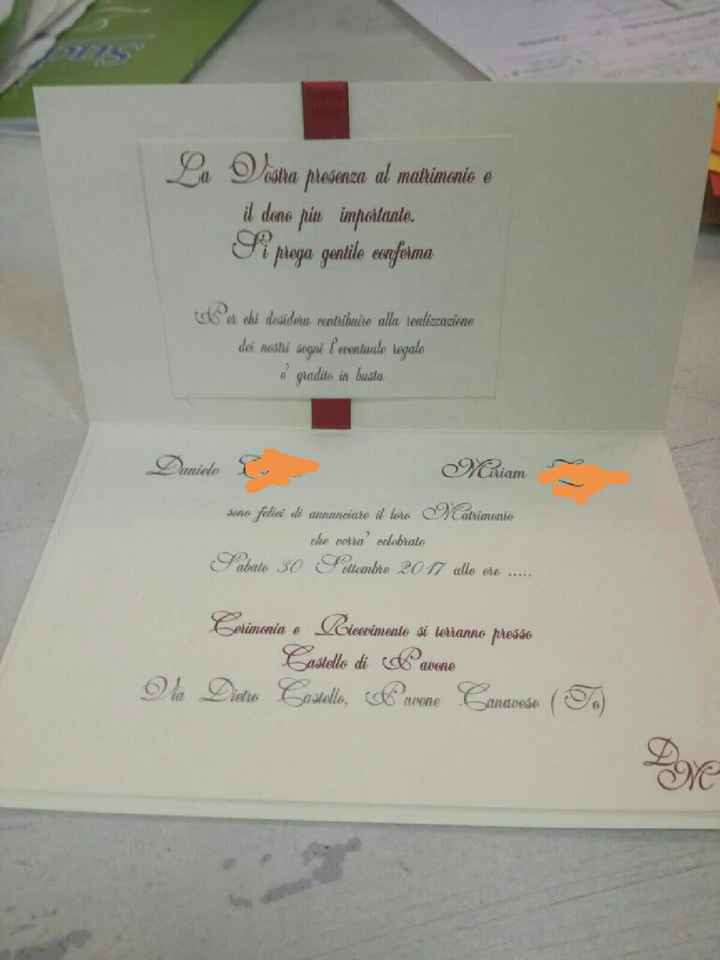 La Vostra presenza al matrimonio e
il dono piu importante.
Si prega gentile conferma
Per chi desidera contribuire alla realizzazione
dei nostri sogni l'eventuale regalo
e' gradito in busta
Daniele Miriam
sono felici di annunciare il loro Matrimonio
che verra' celebrato
Sabato 30 Settembre 2017 alle ore .....
Cerimonia e Ricevimento si terranno presso
Castello di Pavone
Via Dietro Castello, Pavone Canavese (To)
DM